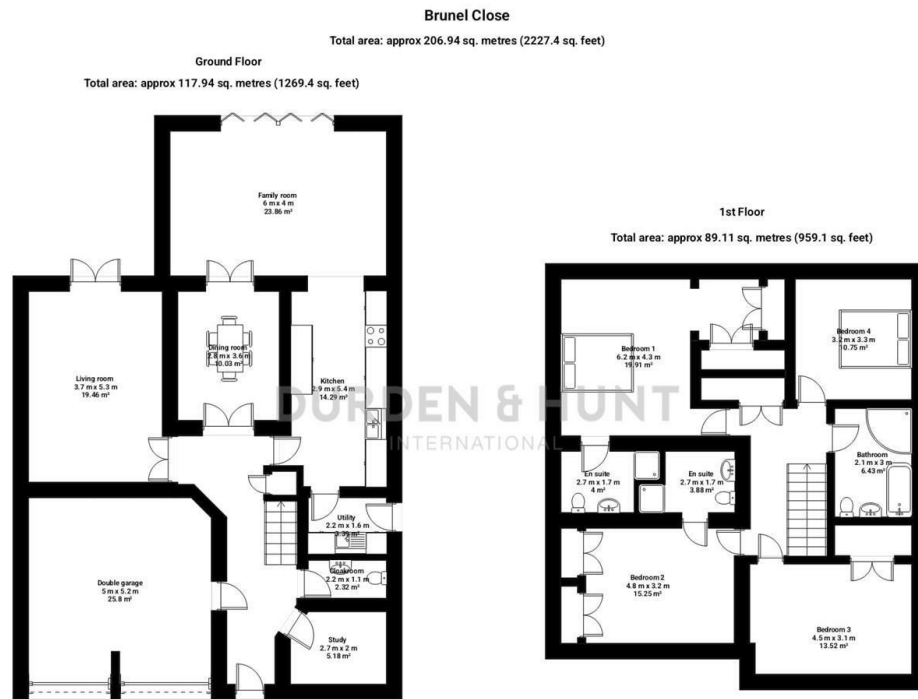 Brunel Close
Total area: approx 206.94 sq. metres (2227.4 sq. feet)
Ground Floor
Total area: approx 117.94 sq. metres (1269.4 sq. feet)
Family room
6 m x 4 m
23.86 m²
Living room
3.7 m x 5.3 m
19.46 m²
Dining room
2.8 m x 3.6 m
10.03 m²
Kitchen
2.9 m x 5.4 m
14.29 m²
Utility
2.2 m x 1.6 m
Cloakroom
2.2 m x 1.1 m
2.32 m²
Double garage
5 m x 5.2 m
25.8 m²
Study
2.7 m x 2 m
5.18 m²
1st Floor
Total area: approx 89.11 sq. metres (959.1 sq. feet)
Bedroom 1
6.2 m x 4.3 m
19.91 m²
Bedroom 4
3.2 m x 3.3 m
10.75 m²
Bathroom
2.1 m x 3 m
6.43 m²
En suite
2.7 m x 1.7 m
4 m²
En suite
2.7 m x 1.7 m
3.88 m²
Bedroom2
4.8 m x 3.2 m
15.25 m²
Bedroom 3
4.5 m x 3.1 m
13.52 m²
DURDEN & HUNT
INTERNATIONAL